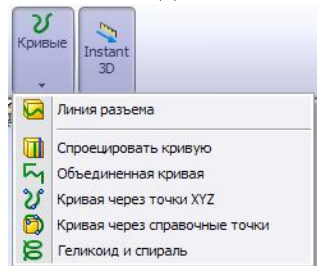 Кривые
Instant
3D
Линия разъема
Спроецировать кривую
Объединенная кривая
Кривая через точки XYZ
Кривая через справочные точки
Геликоид и спираль